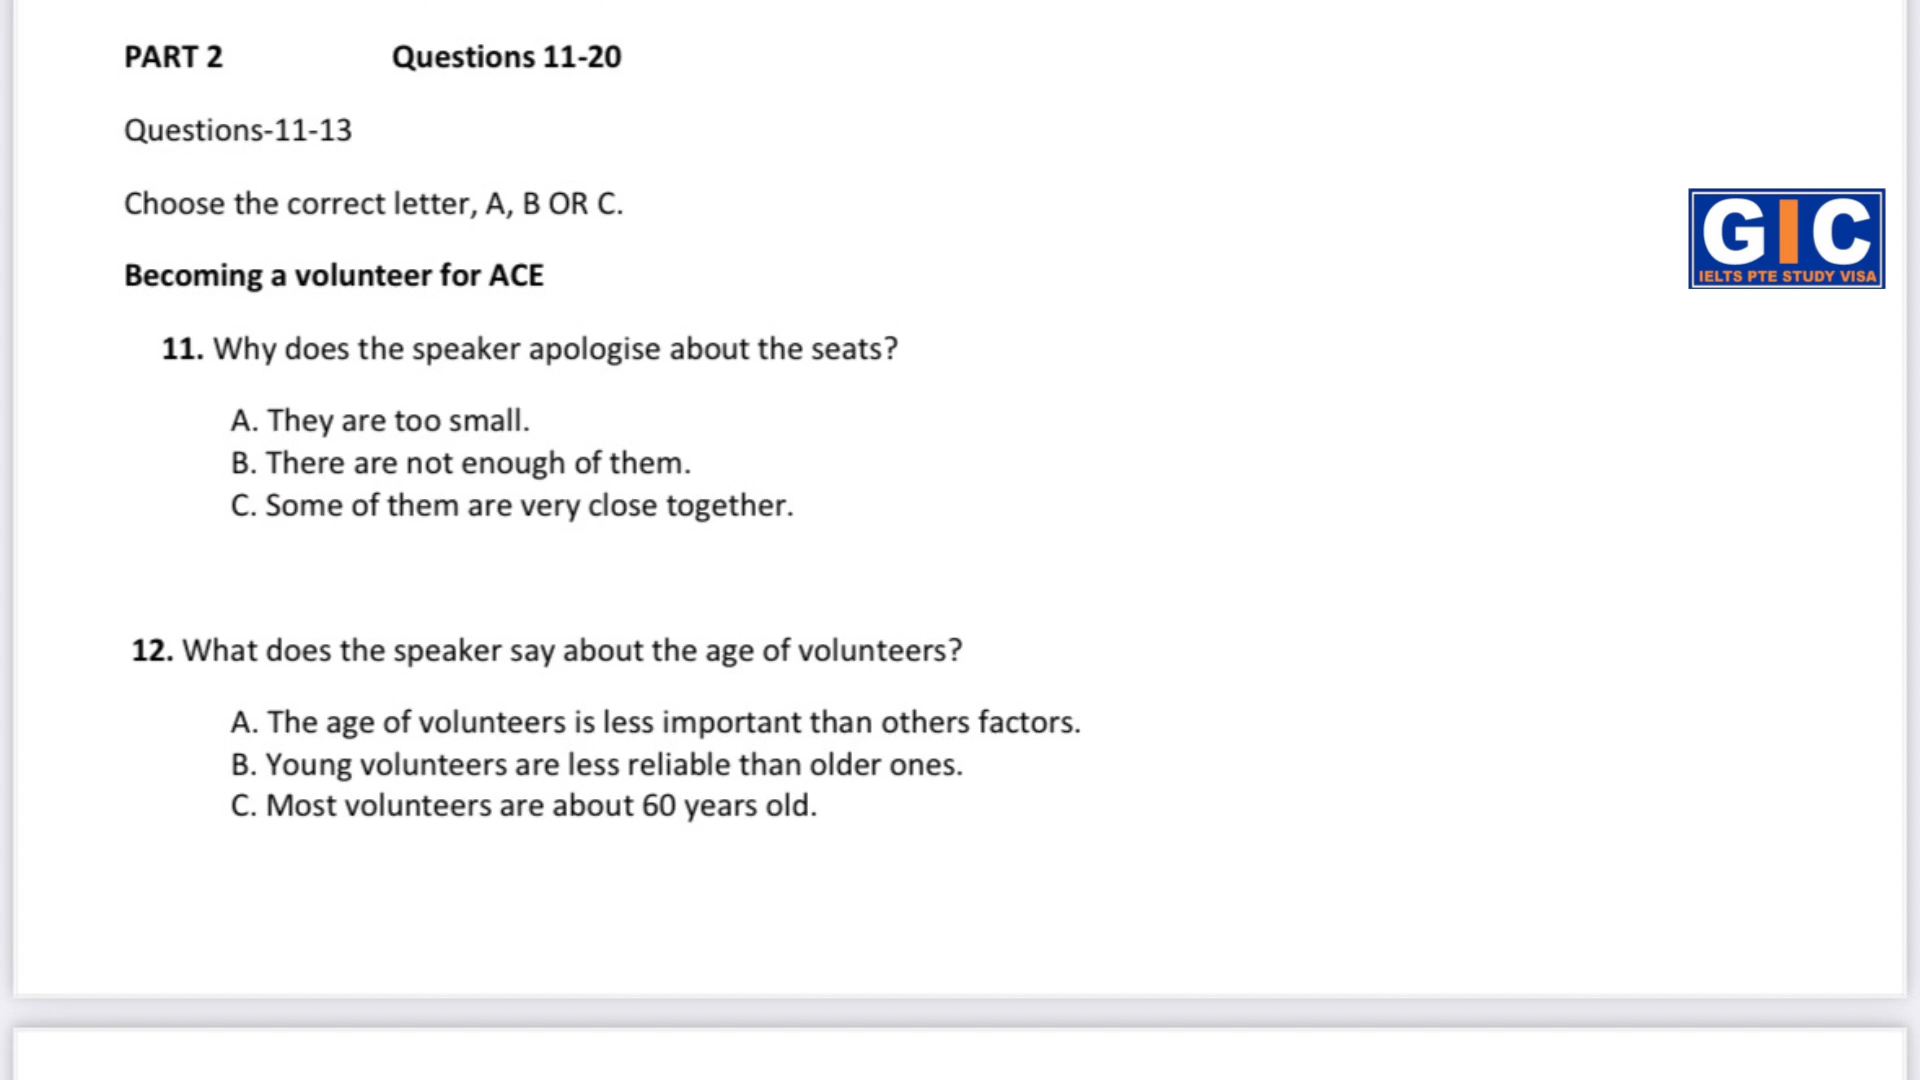 PART 2 Questions 11-20
Questions-11-13
Choose the correct letter, A, B OR C.
GIC
IELTS PTE STUDY VISA
Becoming a volunteer for ACE
11. Why does the speaker apologise about the seats?
A. They are too small.
B. There are not enough of them.
C. Some of them are very close together.
12. What does the speaker say about the age of volunteers?
A. The age of volunteers is less important than others factors.
B. Young volunteers are less reliable than older ones.
C. Most volunteers are about 60 years old.